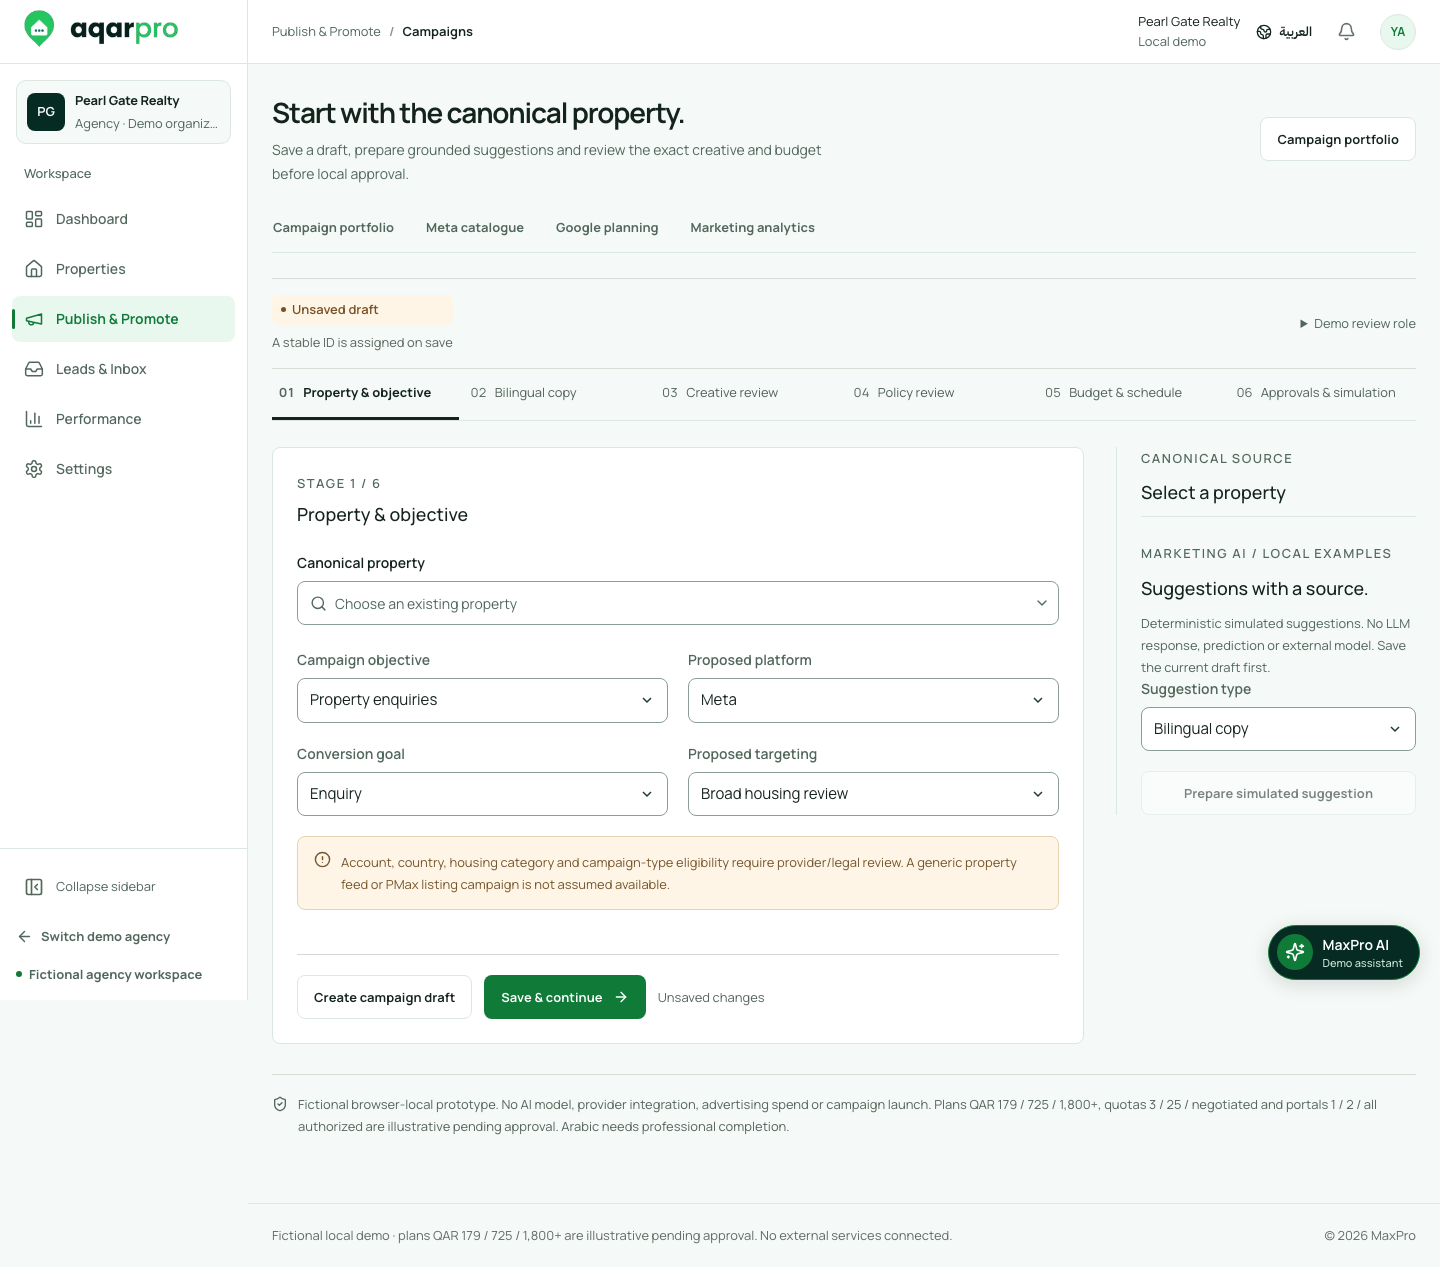 aqarpro
Publish & Promote / Campaigns
Pearl Gate Realty
Local demo
العربية
YA
PG
Pearl Gate Realty
Agency · Demo organiz...
Workspace
Dashboard
Properties
Publish & Promote
Leads & Inbox
Performance
Settings
Collapse sidebar
Switch demo agency
Fictional agency workspace
Start with the canonical property.
Save a draft, prepare grounded suggestions and review the exact creative and budget
before local approval.
Campaign portfolio
Campaign portfolio
Meta catalogue
Google planning
Marketing analytics
Unsaved draft
A stable ID is assigned on save
Demo review role
01 Property & objective
02 Bilingual copy
03 Creative review
04 Policy review
05 Budget & schedule
06 Approvals & simulation
STAGE 1 / 6
Property & objective
Canonical property
Choose an existing property
Campaign objective
Property enquiries
Proposed platform
Meta
Conversion goal
Enquiry
Proposed targeting
Broad housing review
Account, country, housing category and campaign-type eligibility require provider/legal review. A generic property
feed or PMax listing campaign is not assumed available.
Create campaign draft
Save & continue
Unsaved changes
CANONICAL SOURCE
Select a property
MARKETING AI / LOCAL EXAMPLES
Suggestions with a source.
Deterministic simulated suggestions. No LLM
response, prediction or external model. Save
the current draft first.
Suggestion type
Bilingual copy
Prepare simulated suggestion
MaxPro AI
Demo assistant
Fictional browser-local prototype. No AI model, provider integration, advertising spend or campaign launch. Plans QAR 179 / 725 / 1,800+, quotas 3 / 25 / negotiated and portals 1 / 2 / all
authorized are illustrative pending approval. Arabic needs professional completion.
Fictional local demo · plans QAR 179 / 725 / 1,800+ are illustrative pending approval. No external services connected.
© 2026 MaxPro